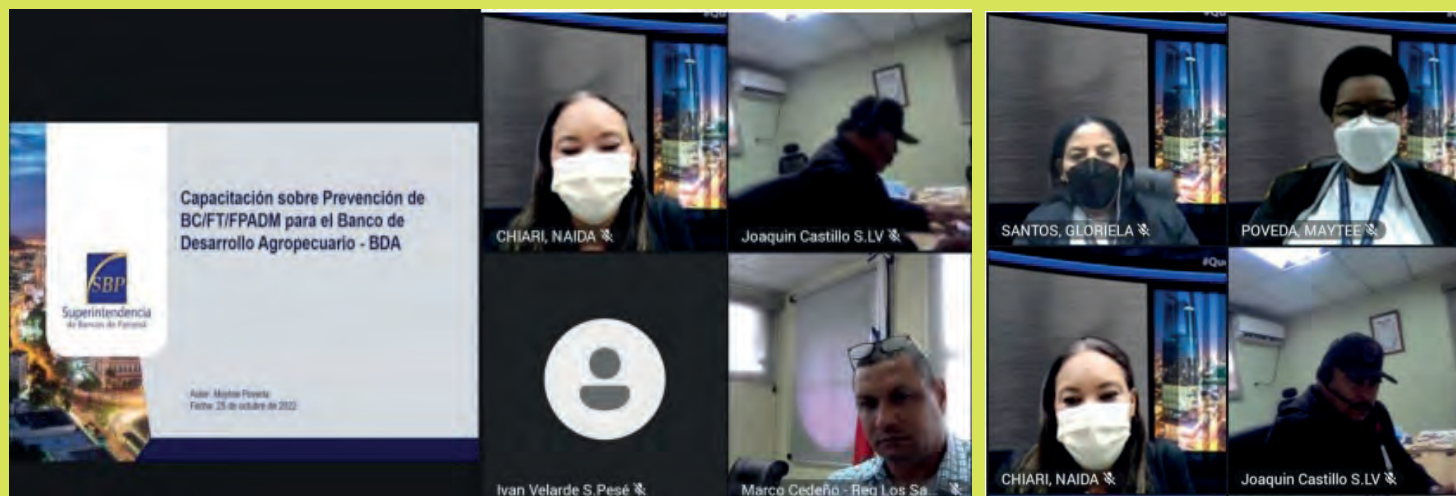 Capacitación sobre Prevención de
BC/FT/FPADM para el Banco de
Desarrollo Agropecuario - BDA
SBP
Superintendencia
de Bancos de Panamá
Autor: Maytee Poveda
Fecha: 25 de octubre de 2022
CHIARI, NAIDA
Joaquin Castillo S.LV
Ivan Velarde S.Pesé
Marco Cedeño - Reg Los Sa...
#Qu
SANTOS, GLORIELA
POVEDA, MAYTEE
#Qu
CHIARI, NAIDA
Joaquin Castillo S.LV